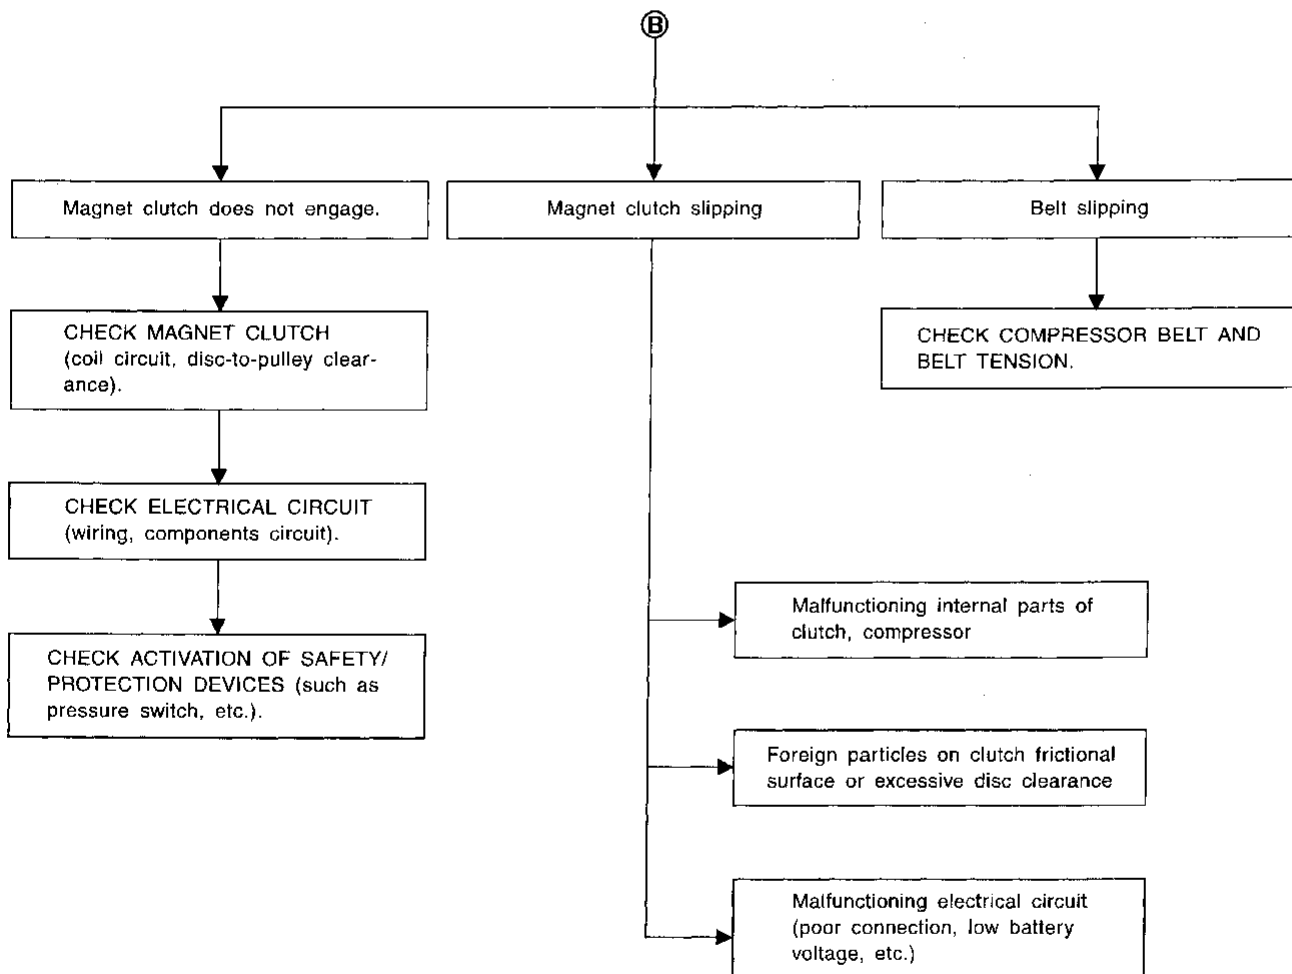 B
Magnet clutch does not engage.
Magnet clutch slipping
Belt slipping
CHECK MAGNET CLUTCH
(coil circuit, disc-to-pulley clear-
ance).
CHECK COMPRESSOR BELT AND
BELT TENSION.
CHECK ELECTRICAL CIRCUIT
(wiring, components circuit).
CHECK ACTIVATION OF SAFETY/
PROTECTION DEVICES (such as
pressure switch, etc.).
Malfunctioning internal parts of
clutch, compressor
Foreign particles on clutch frictional
surface or excessive disc clearance
Malfunctioning electrical circuit
(poor connection, low battery
voltage, etc.)